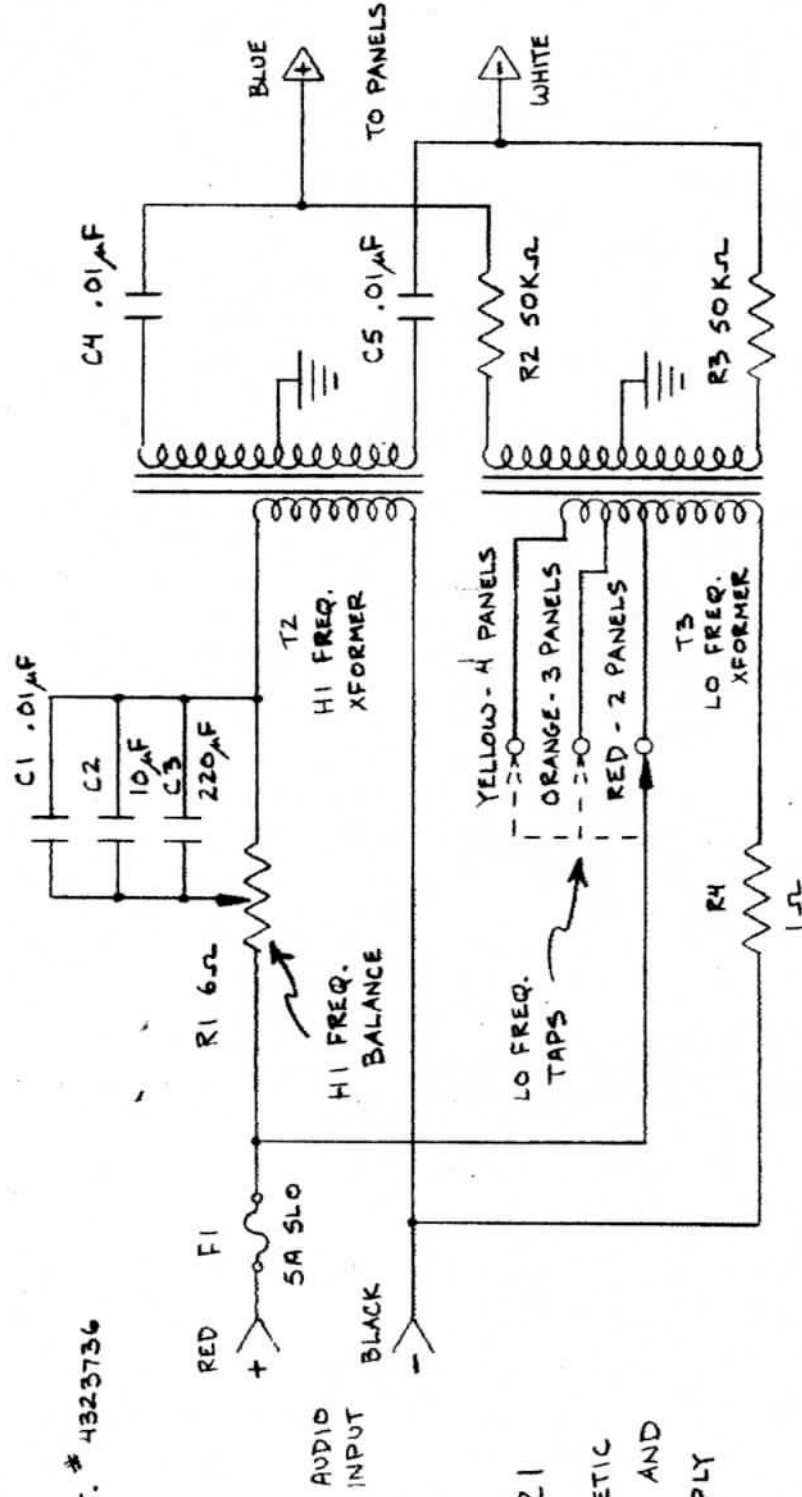 C4 .01µF
BLUE
+
TO PANELS
C5 .01µF
-
WHITE
R2 50KΩ
R3 50KΩ
C1 .01µF
C2
10µF
C3
220µF
T2
HI FREQ.
XFORMER
R1 6Ω
HI FREQ.
BALANCE
YELLOW - 4 PANELS
ORANGE - 3 PANELS
RED - 2 PANELS
T3
LO FREQ.
XFORMER
LO FREQ.
TAPS
R4
1Ω
F1
5A SLO
RED
+
BLACK
-
AUDIO
INPUT
# 4323736
21
ETIC
AND
PLY